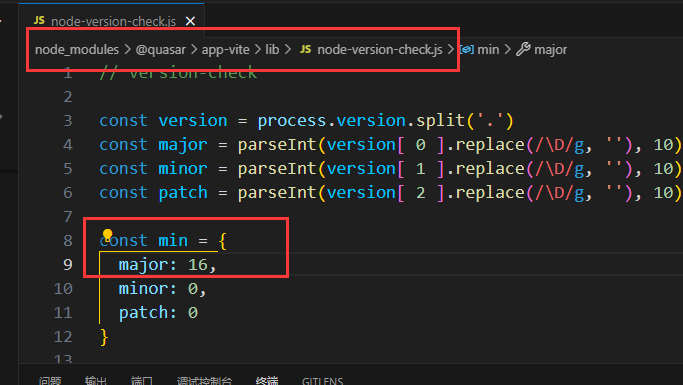 JS node-version-check.js ×
node_modules > @quasar > app-vite > lib > JS node-version-check.js > min > major
1 // version-check
2
3 const version = process.version.split('.')
4 const major = parseInt(version[ 0 ].replace(/\D/g, ''), 10)
5 const minor = parseInt(version[ 1 ].replace(/\D/g, ''), 10)
6 const patch = parseInt(version[ 2 ].replace(/\D/g, ''), 10)
7
8 const min = {
9 major: 16,
10 minor: 0,
11 patch: 0
12 }
13
问题 输出 端口 调试控制台 终端 GITLENS